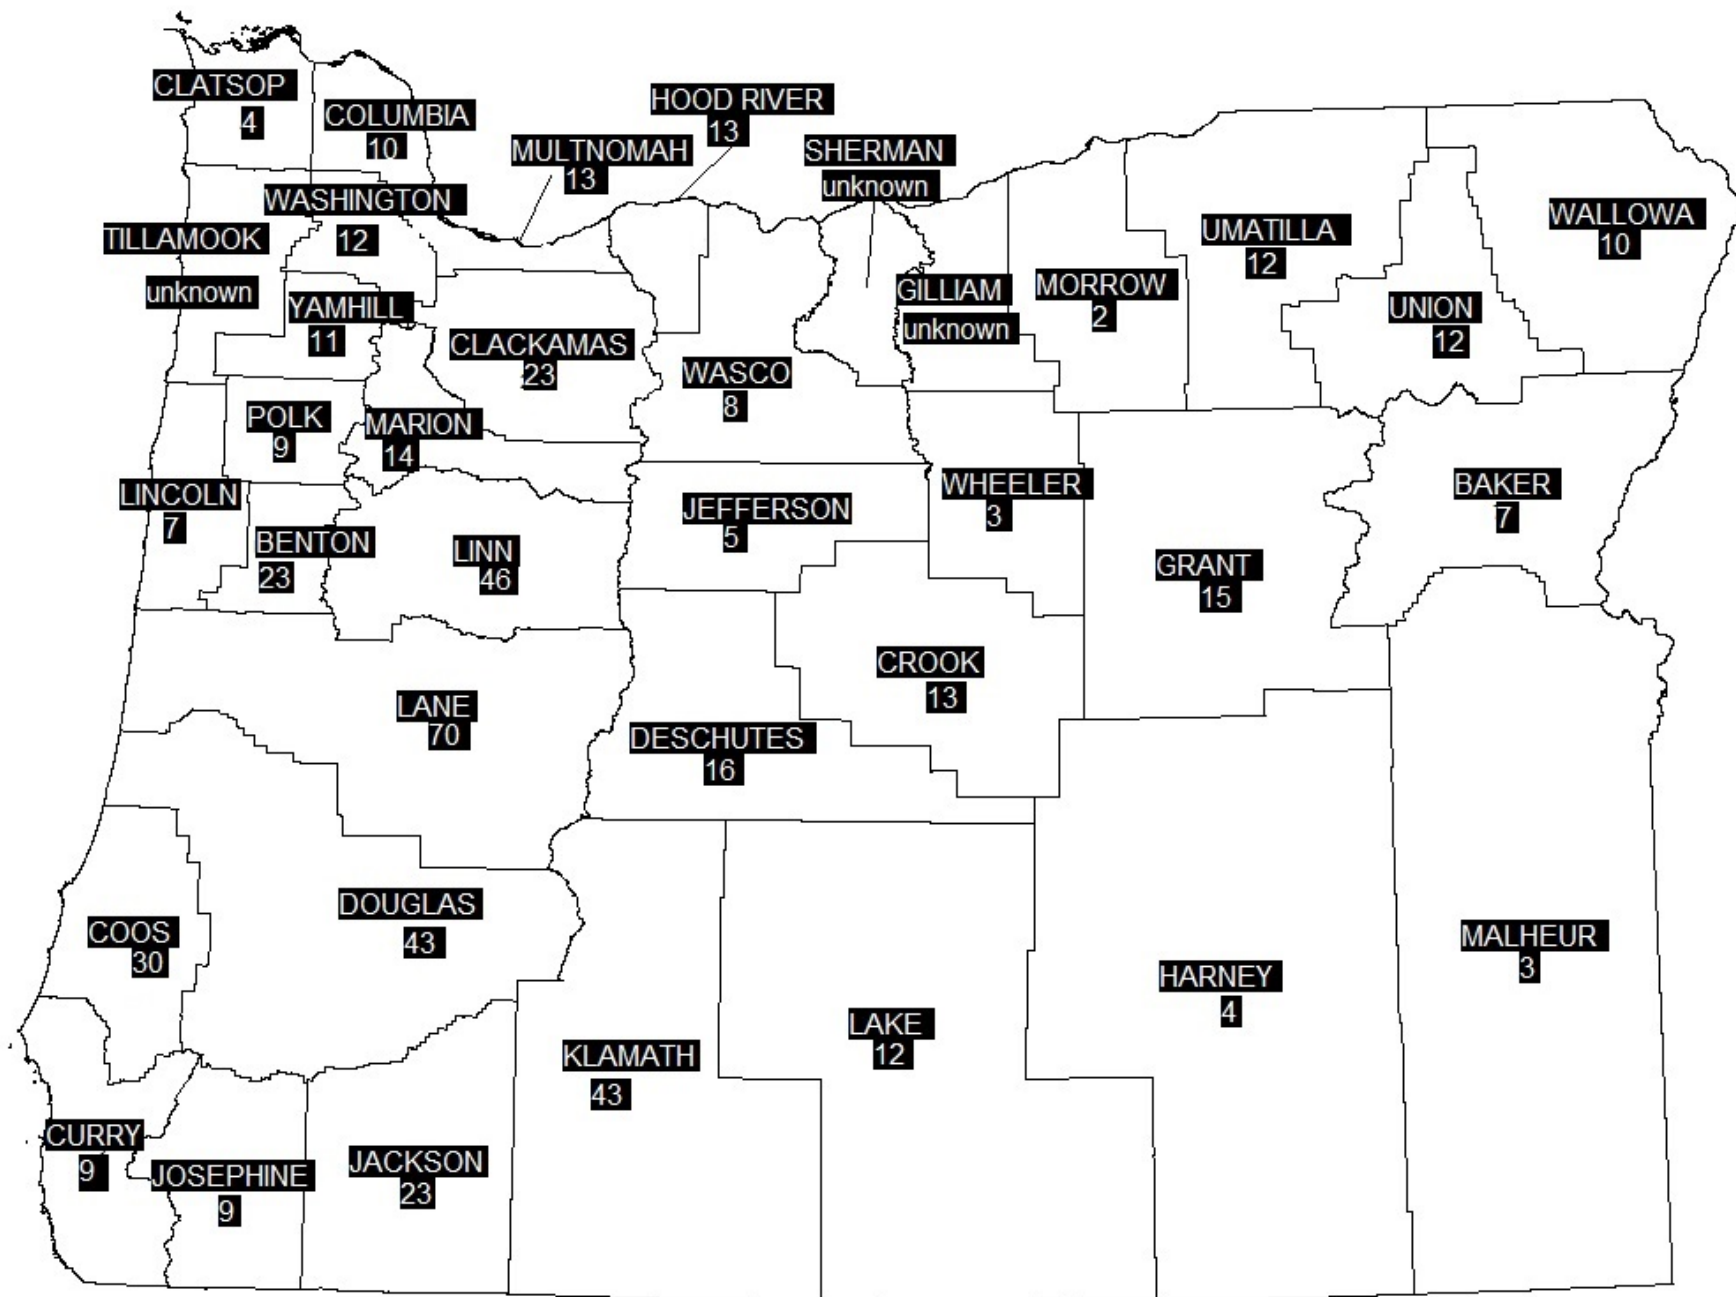 CLATSOP
4
COLUMBIA
10
HOOD RIVER
13
MULTNOMAH
13
SHERMAN
unknown
WASHINGTON
12
TILLAMOOK
unknown
WALLOWA
10
UMATILLA
12
GILLIAM
unknown
MORROW
2
YAMHILL
11
UNION
12
CLACKAMAS
23
WASCO
8
POLK
9
MARION
14
LINCOLN
7
JEFFERSON
5
WHEELER
3
BAKER
7
BENTON
23
LINN
46
GRANT
15
CROOK
13
LANE
70
DESCHUTES
16
DOUGLAS
43
COOS
30
MALHEUR
3
HARNEY
4
LAKE
12
KLAMATH
43
CURRY
9
JOSEPHINE
9
JACKSON
23